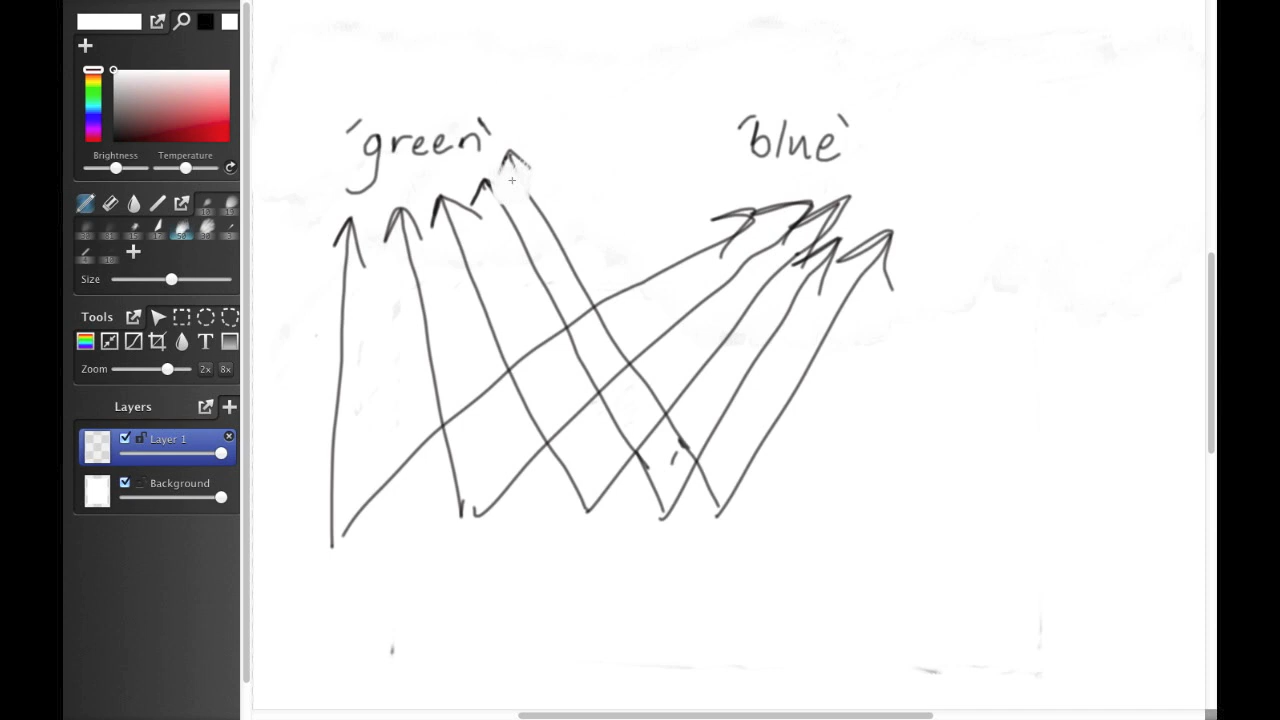 'green'
'blue'
Brightness Temperature
Size
Tools
Zoom 2x 8x
Layers
Layer 1
Background